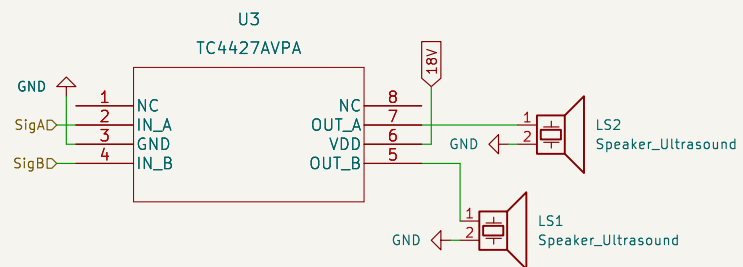 U3
TC4427AVPA
18V
GND
1 NC NC 8
SigA 2 IN_A OUT_A 7 1 LS2
3 GND VDD 6 GND 2 Speaker_Ultrasound
SigB 4 IN_B OUT_B 5
1 LS1
GND 2 Speaker_Ultrasound